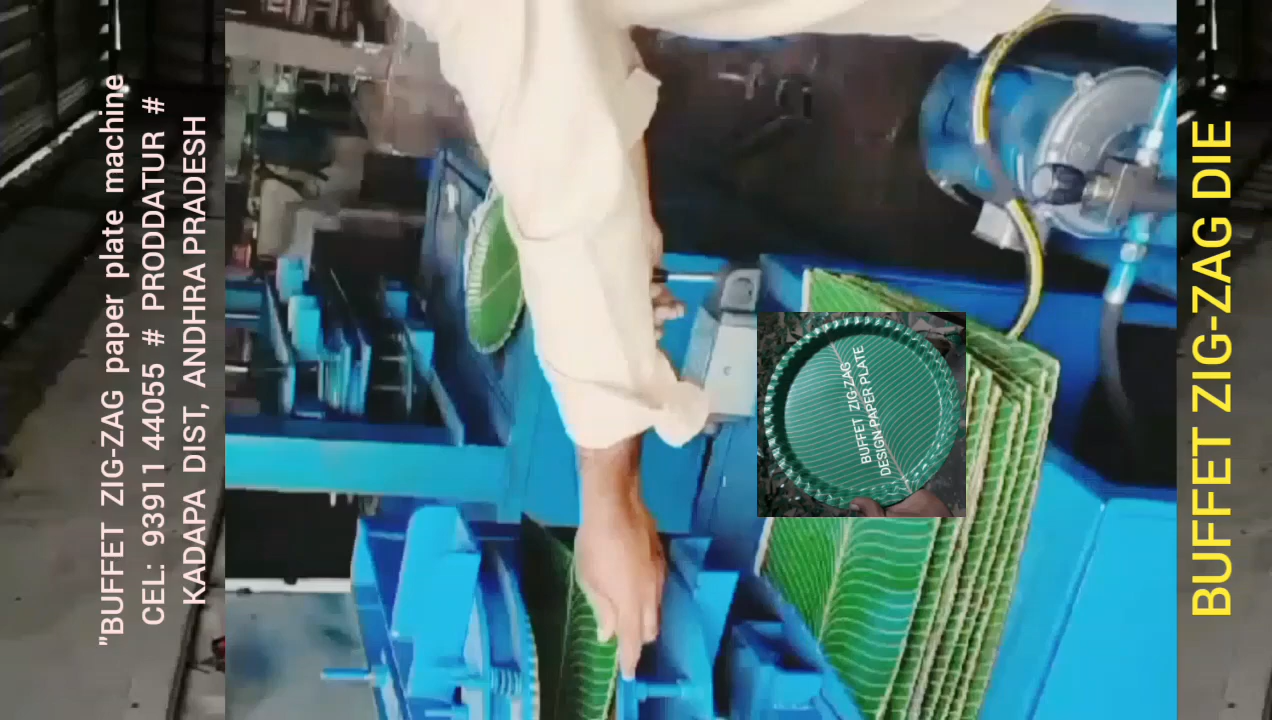 "BUFFET ZIG-ZAG paper plate machine
CEL: 93911 44055 # PRODDATUR #
KADAPA DIST, ANDHRA PRADESH
BUFFET ZIG-ZAG
DESIGN PAPER PLATE
BUFFET ZIG-ZAG DIE